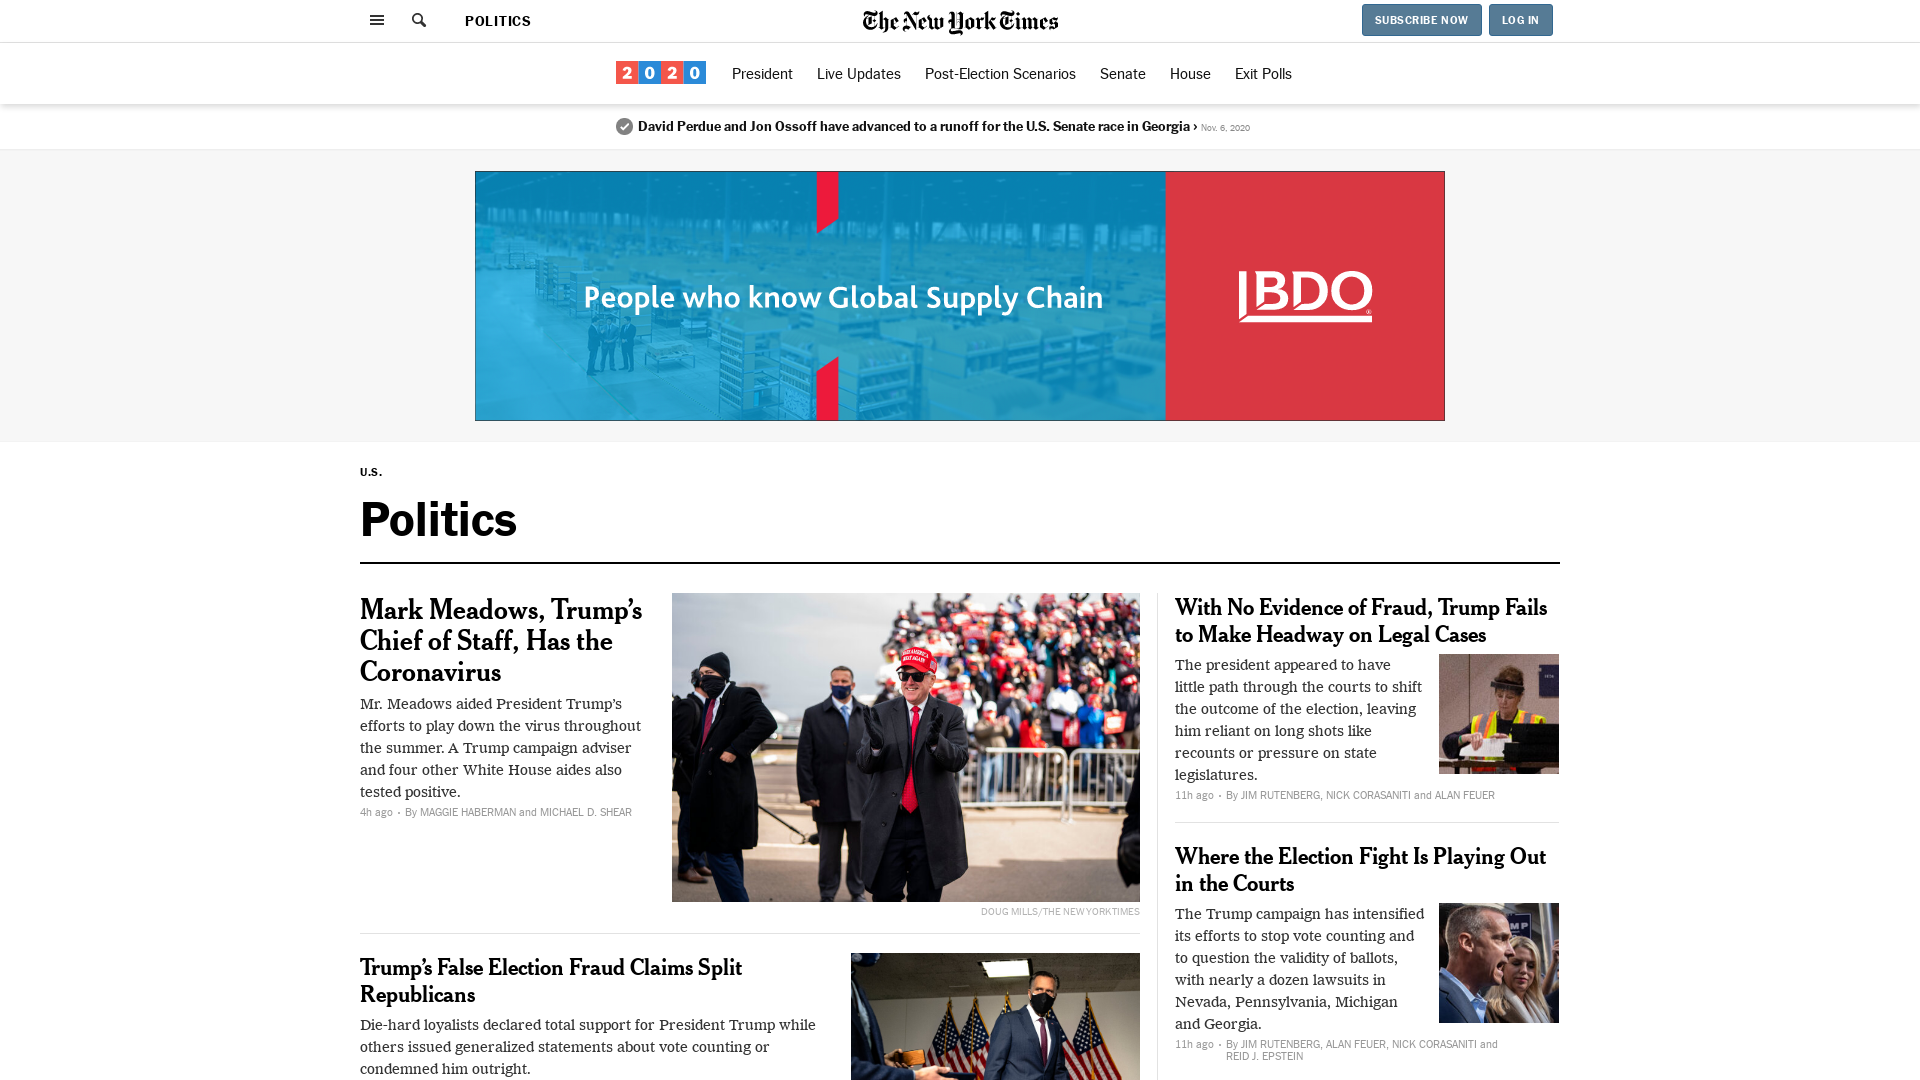 POLITICS
The New York Times
SUBSCRIBE NOW
LOG IN
2020
President
Live Updates
Post-Election Scenarios
Senate
House
Exit Polls
David Perdue and Jon Ossoff have advanced to a runoff for the U.S. Senate race in Georgia › Nov. 6, 2020
People who know Global Supply Chain
BDO
U.S.
Politics
Mark Meadows, Trump’s
Chief of Staff, Has the
Coronavirus
Mr. Meadows aided President Trump’s
efforts to play down the virus throughout
the summer. A Trump campaign adviser
and four other White House aides also
tested positive.
4h ago • By MAGGIE HABERMAN and MICHAEL D. SHEAR
DOUG MILLS/THE NEW YORK TIMES
Trump’s False Election Fraud Claims Split
Republicans
Die-hard loyalists declared total support for President Trump while
others issued generalized statements about vote counting or
condemned him outright.
With No Evidence of Fraud, Trump Fails
to Make Headway on Legal Cases
The president appeared to have
little path through the courts to shift
the outcome of the election, leaving
him reliant on long shots like
recounts or pressure on state
legislatures.
11h ago • By JIM RUTENBERG, NICK CORASANITI and ALAN FEUER
Where the Election Fight Is Playing Out
in the Courts
The Trump campaign has intensified
its efforts to stop vote counting and
to question the validity of ballots,
with nearly a dozen lawsuits in
Nevada, Pennsylvania, Michigan
and Georgia.
11h ago • By JIM RUTENBERG, ALAN FEUER, NICK CORASANITI and
REID J. EPSTEIN